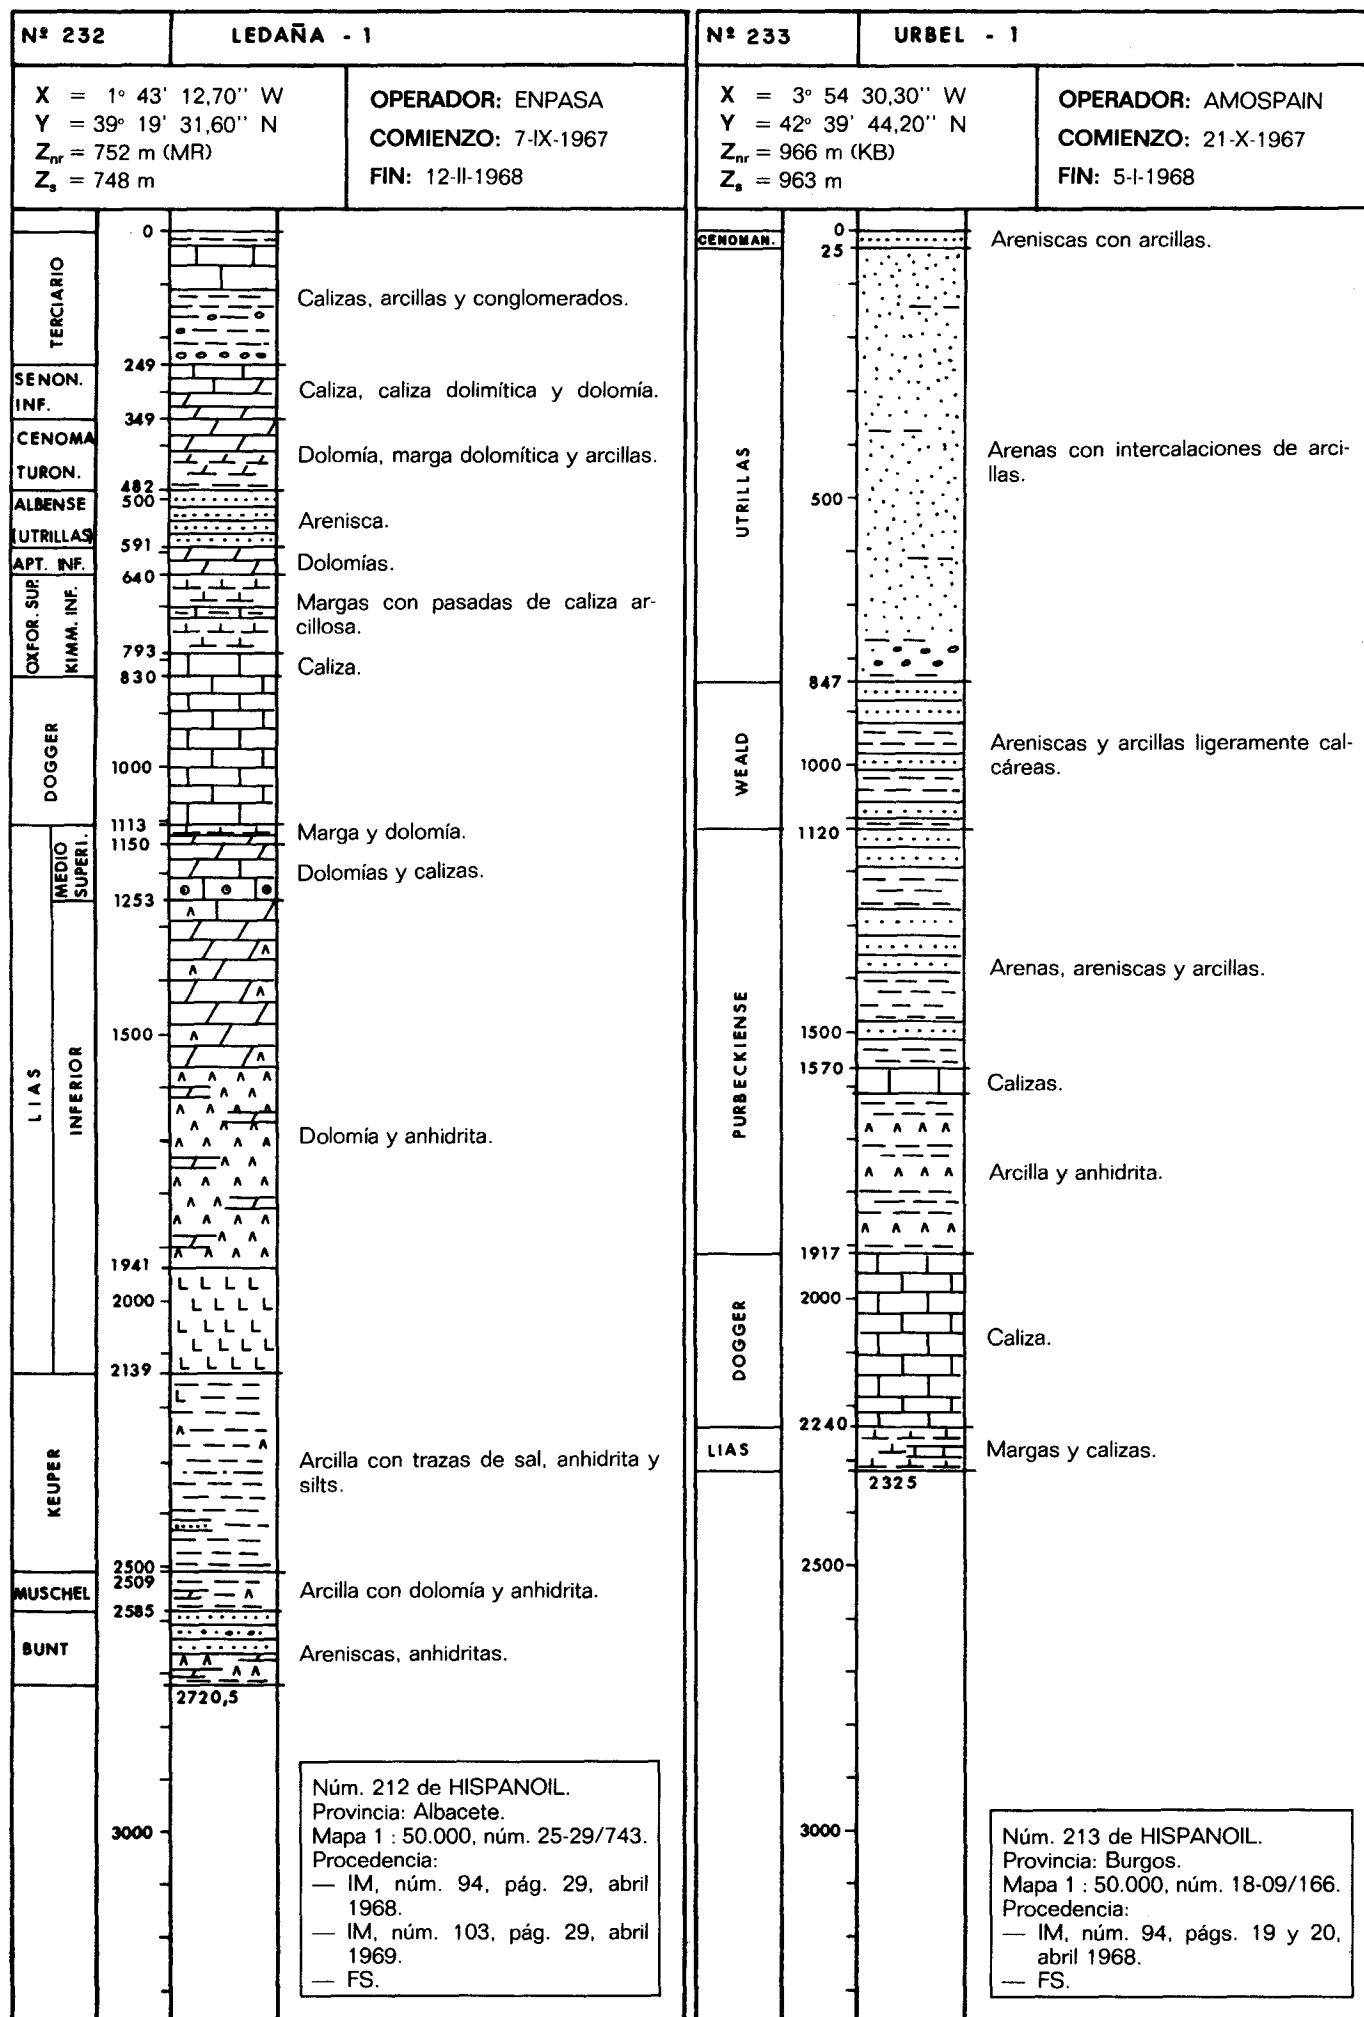 Nº 232 LEDAÑA - 1
X = 1° 43' 12,70'' W
Y = 39° 19' 31,60'' N
Znr = 752 m (MR)
Zs = 748 m
OPERADOR: ENPASA
COMIENZO: 7-IX-1967
FIN: 12-II-1968
TERCIARIO
SENON.
INF.
CENOMA
TURON.
ALBENSE
(UTRILLAS)
APT. INF.
OXFOR. SUP.
KIMM. INF.
DOGGER
LIAS
MEDIO
SUPERI.
INFERIOR
KEUPER
MUSCHEL
BUNT
0
249
349
482
500
591
640
793
830
1000
1113
1150
1253
1500
1941
2000
2139
2500
2509
2585
2720,5
3000
Calizas, arcillas y conglomerados.
Caliza, caliza dolimítica y dolomía.
Dolomía, marga dolomítica y arcillas.
Arenisca.
Dolomías.
Margas con pasadas de caliza ar-
cillosa.
Caliza.
Marga y dolomía.
Dolomías y calizas.
Dolomía y anhidrita.
Arcilla con trazas de sal, anhidrita y
silts.
Arcilla con dolomía y anhidrita.
Areniscas, anhidritas.
Núm. 212 de HISPANOIL.
Provincia: Albacete.
Mapa 1 : 50.000, núm. 25-29/743.
Procedencia:
— IM, núm. 94, pág. 29, abril
1968.
— IM, núm. 103, pág. 29, abril
1969.
— FS.
Nº 233 URBEL - 1
X = 3° 54 30,30'' W
Y = 42° 39' 44,20'' N
Znr = 966 m (KB)
Zs = 963 m
OPERADOR: AMOSPAIN
COMIENZO: 21-X-1967
FIN: 5-I-1968
CENOMAN.
UTRILLAS
WEALD
PURBECKIENSE
DOGGER
LIAS
0
25
500
847
1000
1120
1500
1570
1917
2000
2240
2325
2500
3000
Areniscas con arcillas.
Arenas con intercalaciones de arci-
llas.
Areniscas y arcillas ligeramente cal-
cáreas.
Arenas, areniscas y arcillas.
Calizas.
Arcilla y anhidrita.
Caliza.
Margas y calizas.
Núm. 213 de HISPANOIL.
Provincia: Burgos.
Mapa 1 : 50.000, núm. 18-09/166.
Procedencia:
— IM, núm. 94, págs. 19 y 20,
abril 1968.
— FS.